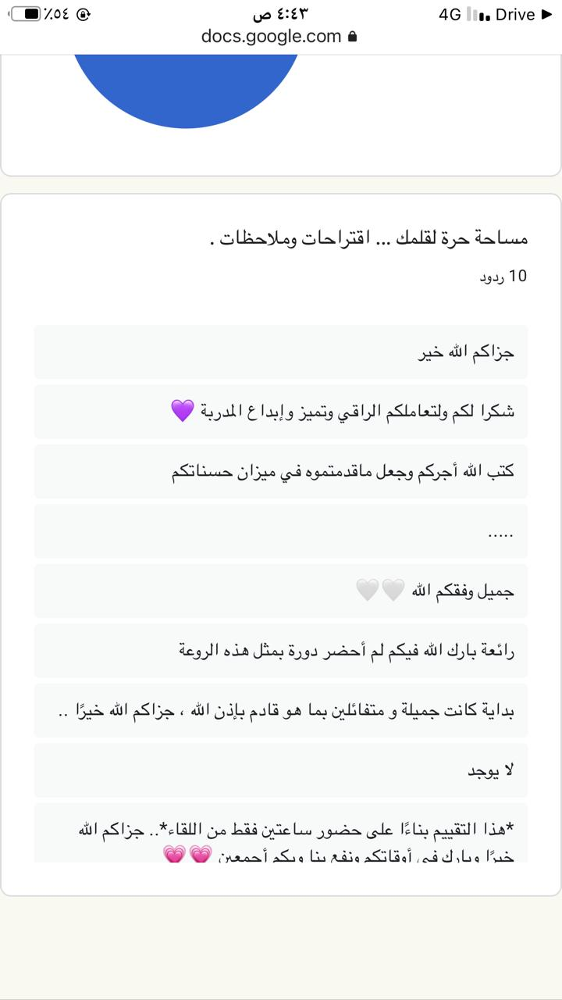 ٪٥٤ ٤:٤٣ ص 4G Drive
docs.google.com
مساحة حرة لقلمك ... اقتراحات وملاحظات .
10 ردود
جزاكم الله خير
شكرا لكم ولتعاملكم الراقي وتميز وإبداع المدربة 💜
كتب الله أجركم وجعل ماقدمتموه في ميزان حسناتكم
.....
جميل وفقكم الله 🤍🤍
رائعة بارك الله فيكم لم أحضر دورة بمثل هذه الروعة
بداية كانت جميلة و متفائلين بما هو قادم بإذن الله ، جزاكم الله خيرًا ..
لا يوجد
*هذا التقييم بناءًا على حضور ساعتين فقط من اللقاء*.. جزاكم الله
خيرًا وبارك في أوقاتكم ونفع بنا وبكم أجمعين 💗💗